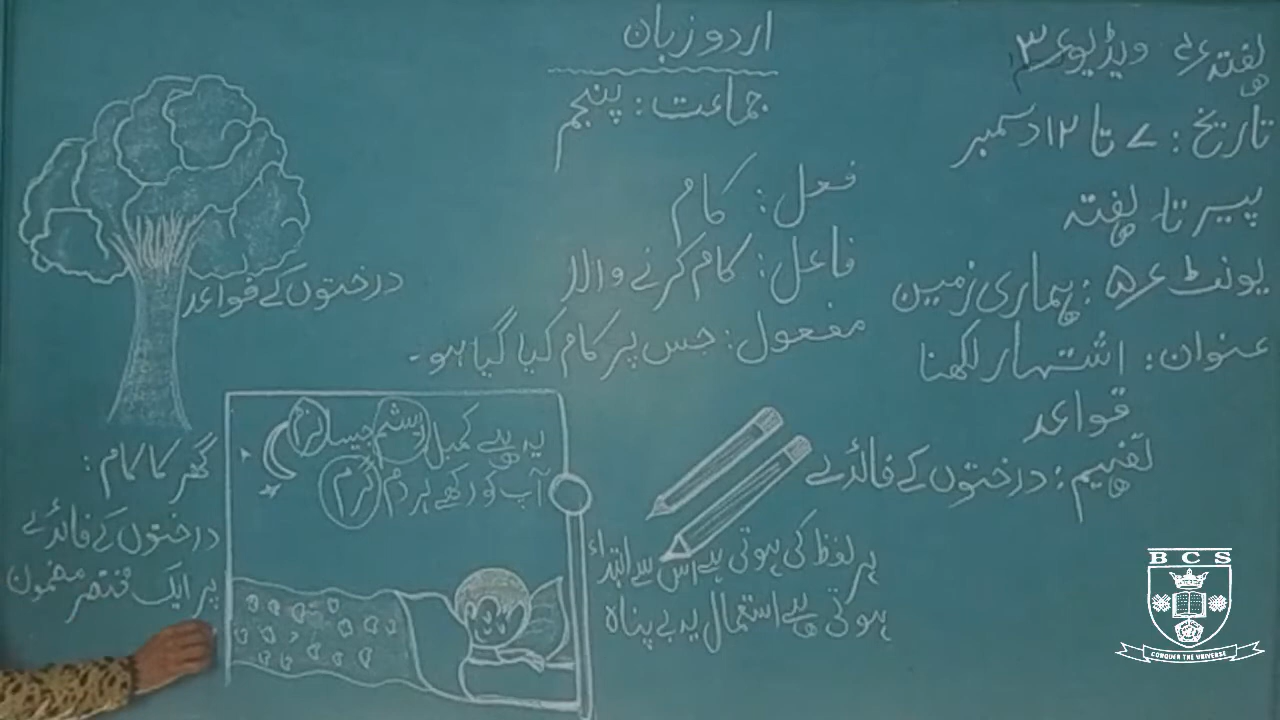 اردو زبان
جماعت: پنجم
ہفتہ ۷ ویڈیو ۳
تاریخ: ۷ تا ۱۲ دسمبر
پیر تا ہفتہ
یونٹ ۵: ہماری زمین
عنوان: اشتہار لکھنا
قواعد
تفہیم: درختوں کے فائدے
فعل: کام
فاعل: کام کرنے والا
مفعول: جس پر کام کیا گیا ہو۔
درختوں کے فواعد
یہ ہے کمبل ریشم جیسا نرم
آپ کو رکھے ہر دم گرم
ہر لفظ کی ہوتی ہے اس سے ابتداء
ہوتی ہے استعمال یہ بے پناہ
گھر کا کام:
درختوں کے فائدے
پر ایک مختصر مضمون
BCS
CONQUER THE UNIVERSE